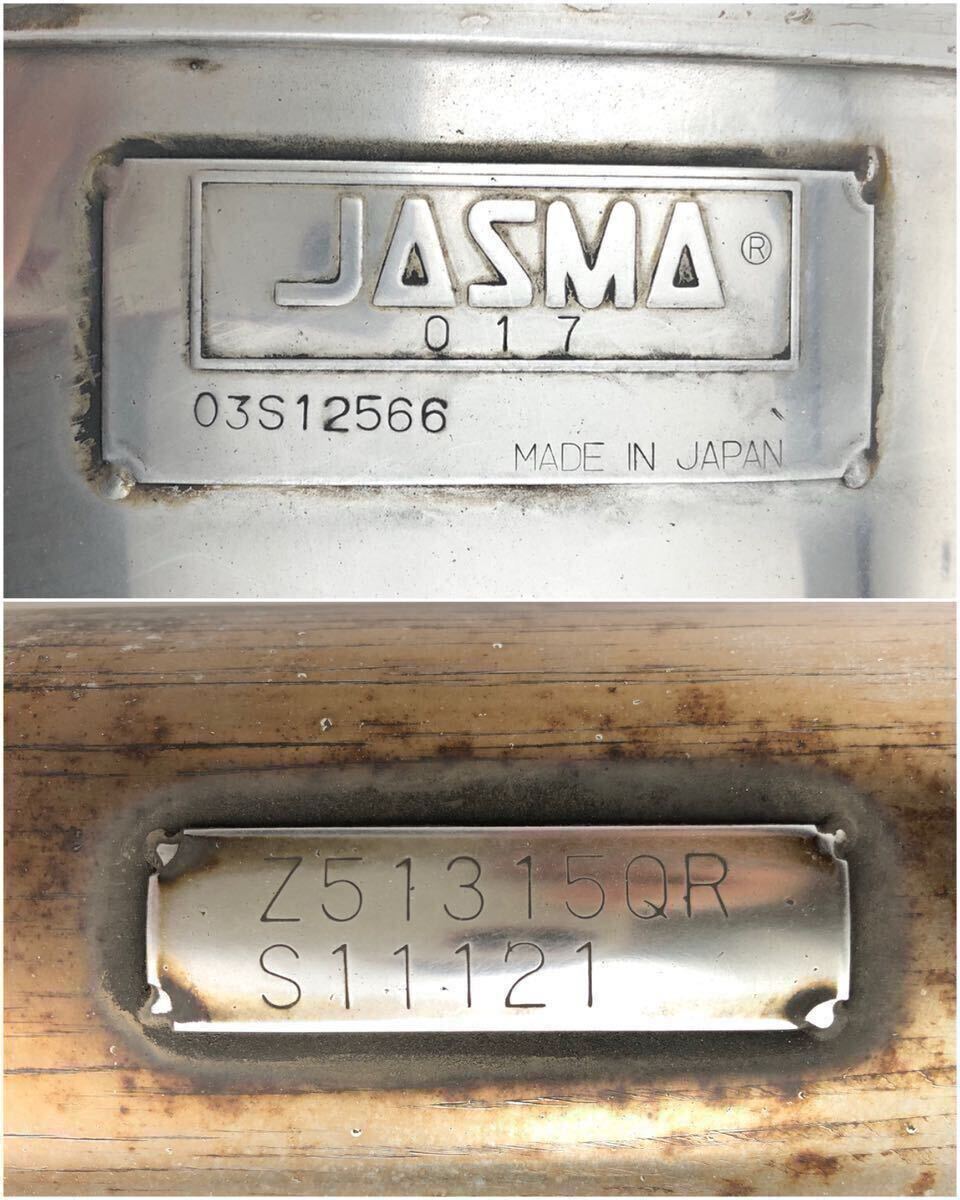 JASMA ®
017
03S12566
MADE IN JAPAN
Z51315QR
S11121